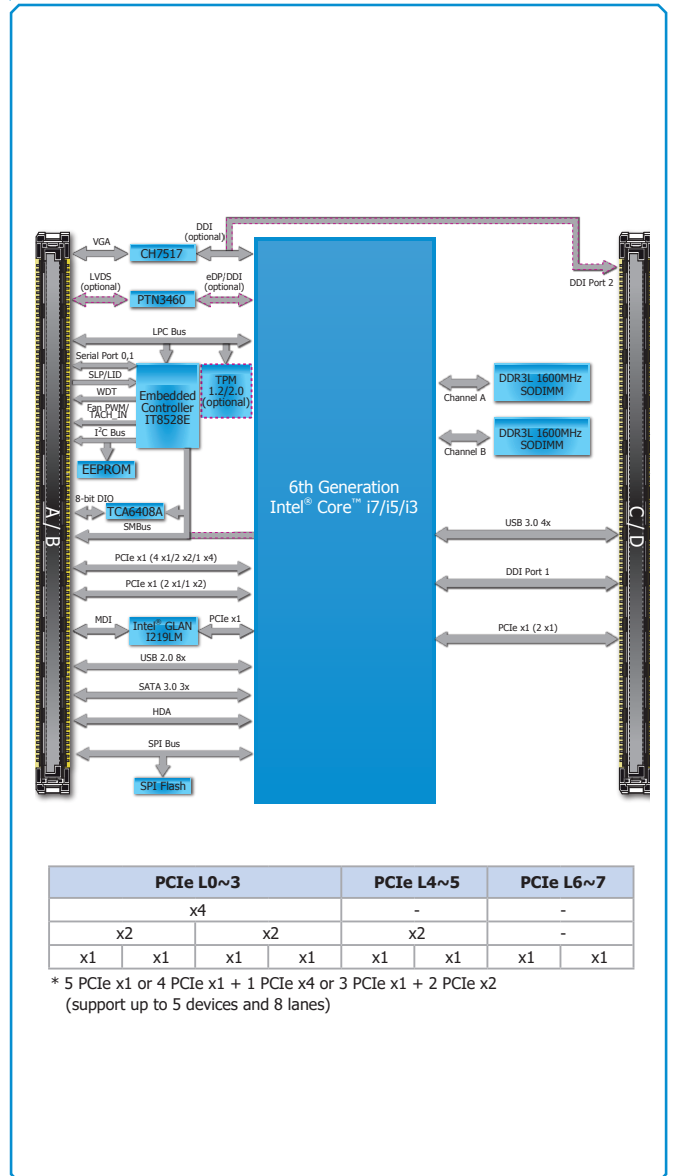 DDI
(optional)
VGA
CH7517
DDI Port 2
LVDS
(optional)
eDP/DDI
(optional)
PTN3460
LPC Bus
Serial Port 0,1
SLP/LID
WDT
Fan PWM/
TACH_IN
I²C Bus
Embedded
Controller
IT8528E
TPM
1.2/2.0
(optional)
EEPROM
8-bit DIO
TCA6408A
SMBus
A/B
PCIe x1 (4 x1/2 x2/1 x4)
PCIe x1 (2 x1/1 x2)
MDI
Intel® GLAN
I219LM
PCIe x1
USB 2.0 8x
SATA 3.0 3x
HDA
SPI Bus
SPI Flash
6th Generation
Intel® Core™ i7/i5/i3
Channel A
DDR3L 1600MHz
SODIMM
Channel B
DDR3L 1600MHz
SODIMM
USB 3.0 4x
DDI Port 1
PCIe x1 (2 x1)
C/D
PCIe L0~3 PCIe L4~5 PCIe L6~7
x4 - -
x2 x2 x2 -
x1 x1 x1 x1 x1 x1 x1 x1
* 5 PCIe x1 or 4 PCIe x1 + 1 PCIe x4 or 3 PCIe x1 + 2 PCIe x2
(support up to 5 devices and 8 lanes)